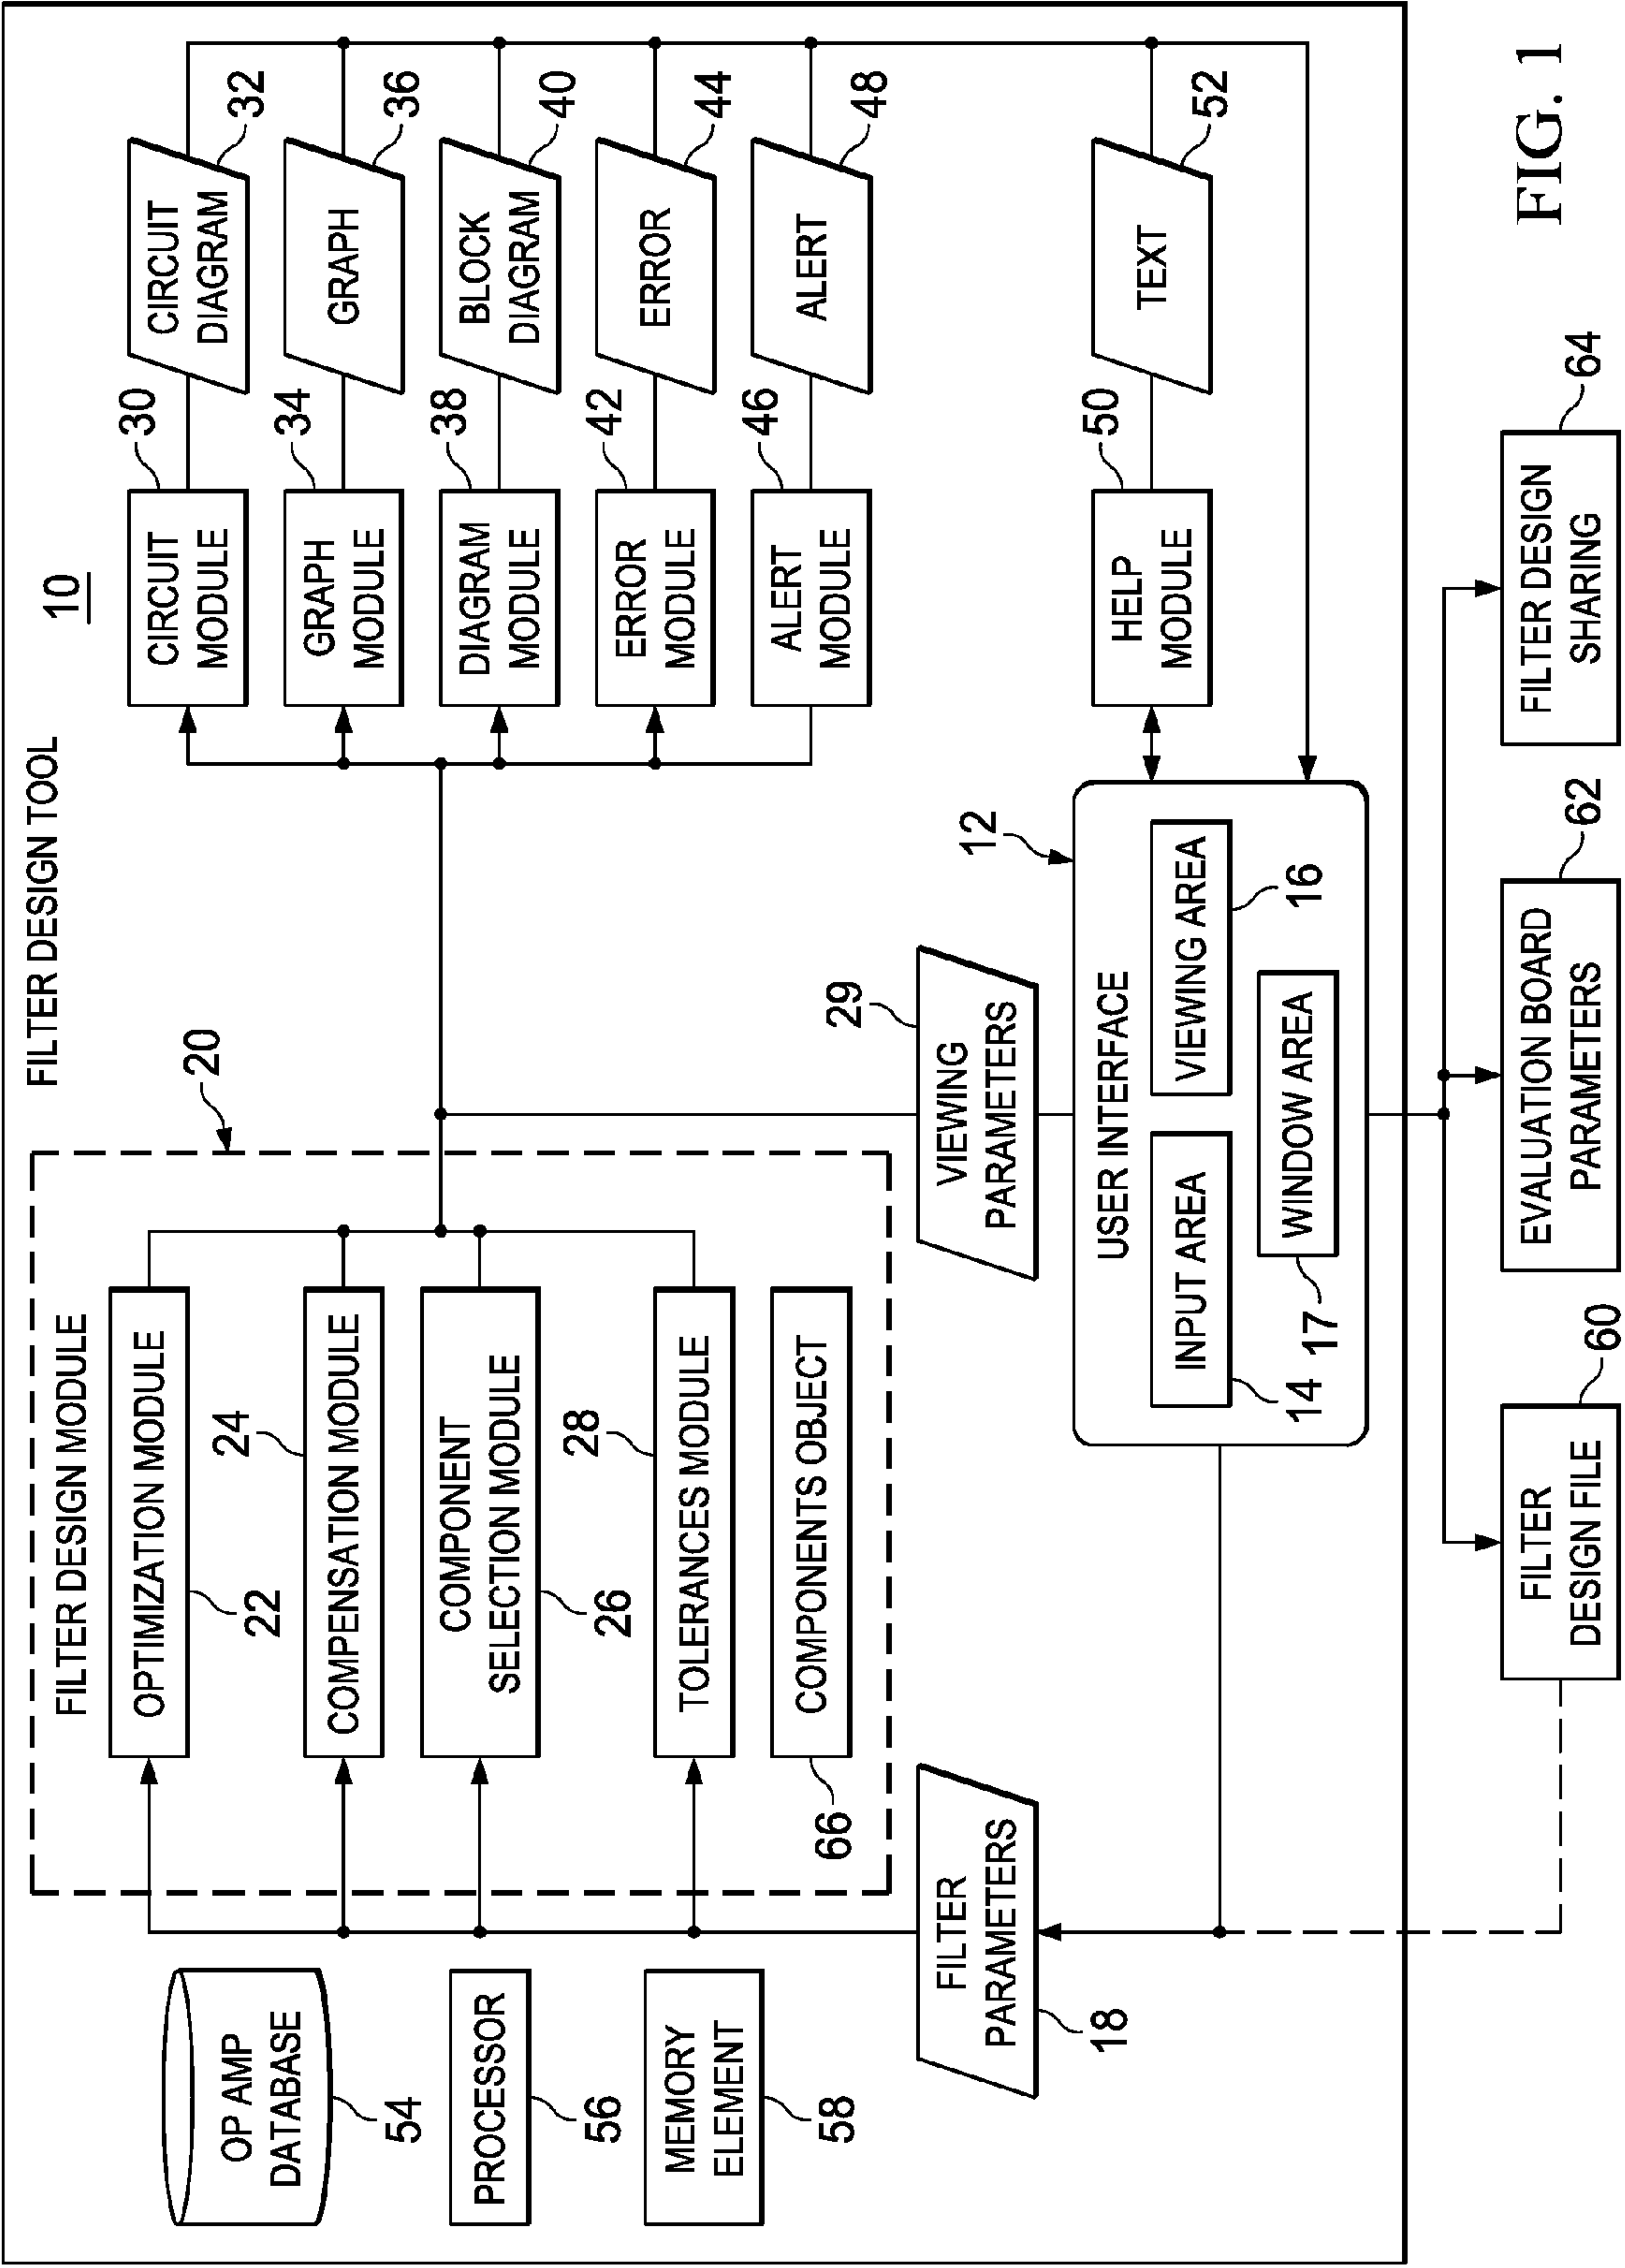 FILTER DESIGN TOOL
10
OP AMP
DATABASE
54
PROCESSOR
56
MEMORY
ELEMENT
58
20
FILTER DESIGN MODULE
OPTIMIZATION MODULE
22
24
COMPENSATION MODULE
COMPONENT
SELECTION MODULE
26
28
TOLERANCES MODULE
COMPONENTS OBJECT
66
CIRCUIT
MODULE
30
CIRCUIT
DIAGRAM
32
GRAPH
MODULE
34
GRAPH
36
DIAGRAM
MODULE
38
BLOCK
DIAGRAM
40
ERROR
MODULE
42
ERROR
44
ALERT
MODULE
46
ALERT
48
FILTER
PARAMETERS
18
VIEWING
PARAMETERS
29
12
USER INTERFACE
INPUT AREA
14
VIEWING AREA
16
WINDOW AREA
17
HELP
MODULE
50
TEXT
52
FILTER
DESIGN FILE
60
EVALUATION BOARD
PARAMETERS
62
FILTER DESIGN
SHARING
64
FIG. 1